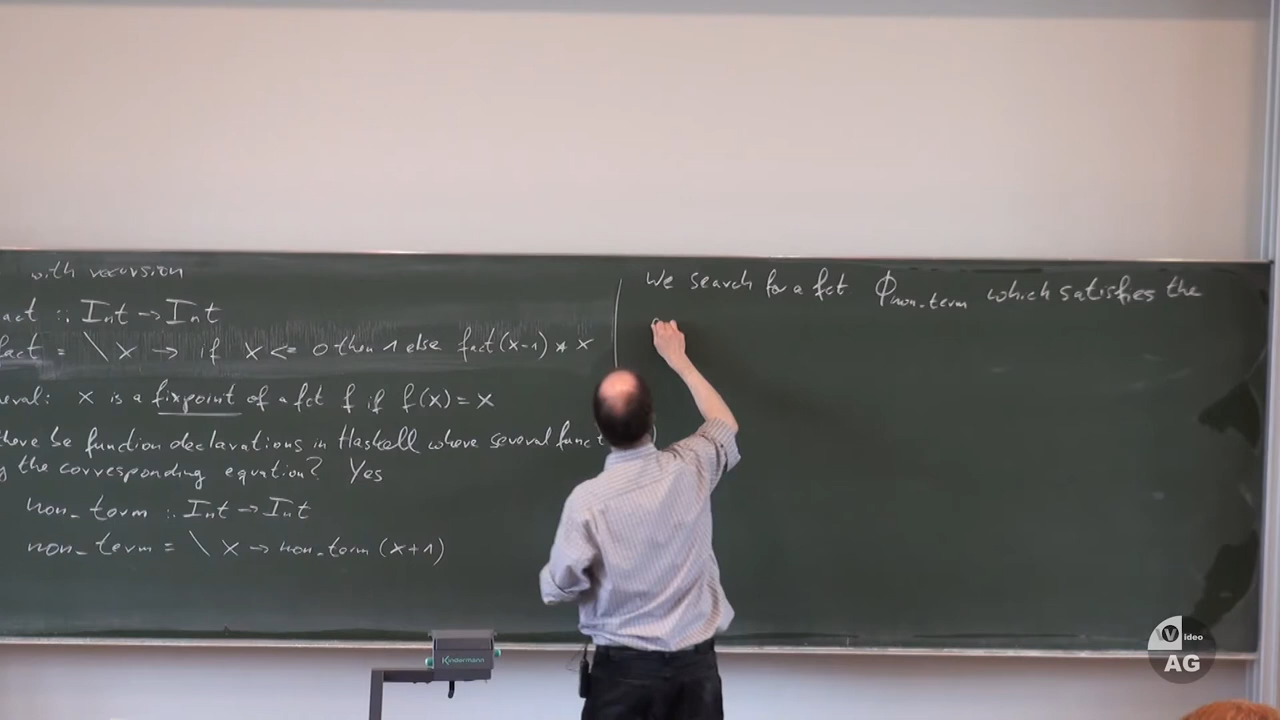 with recursion
act :: Int → Int
fact = \ x → if x <= 0 then 1 else fact(x-1) * x
eral: x is a fixpoint of a fct f if f(x) = x
there be function declarations in Haskell where several funct
y the corresponding equation? Yes
non_term :: Int → Int
non_term = \ x → non_term (x+1)
We search for a fct ϕnon_term which satisfies the
Kindermann
Video AG